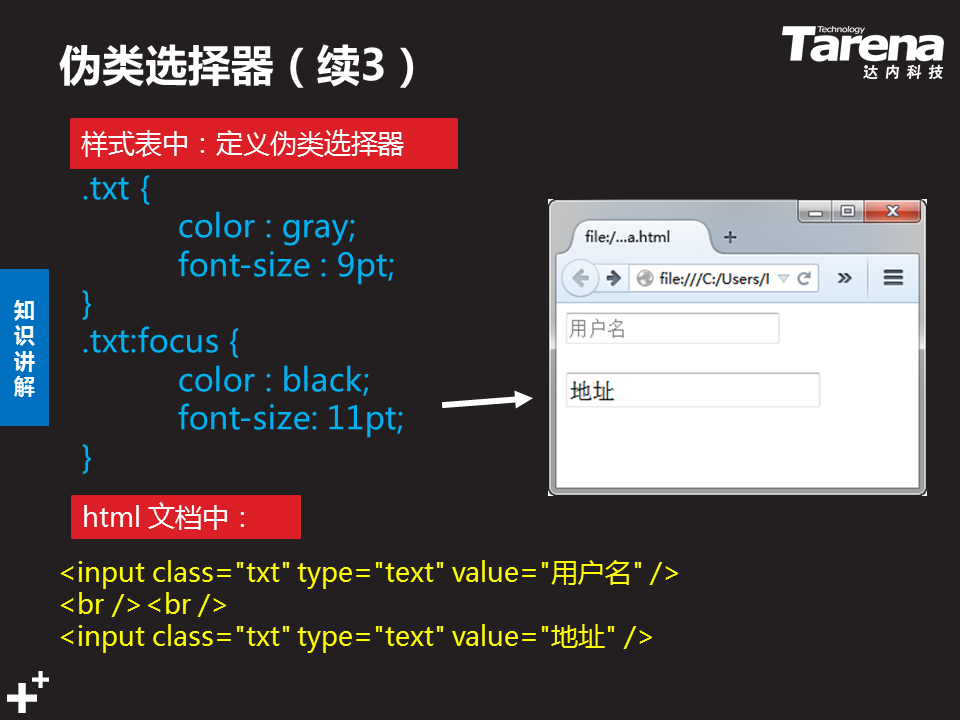 伪类选择器（续3）
Technology
Tarena
达内科技
样式表中：定义伪类选择器
.txt {
color : gray;
font-size : 9pt;
}
.txt:focus {
color : black;
font-size: 11pt;
}
知识讲解
file:/...a.html
file:///C:/Users/I
用户名
地址
html 文档中：
<input class="txt" type="text" value="用户名" />
<br /><br />
<input class="txt" type="text" value="地址" />